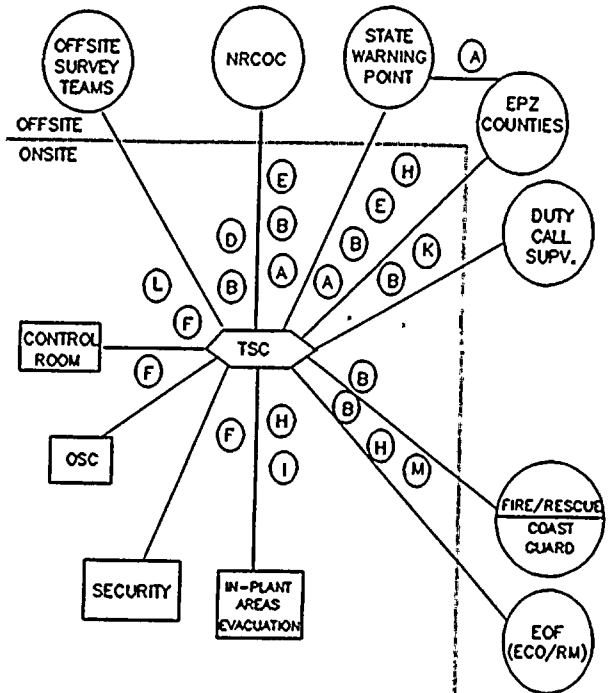 OFFSITE
SURVEY
TEAMS
NRCOC
STATE
WARNING
POINT
A
EPZ
COUNTIES
OFFSITE
ONSITE
DUTY
CALL
SUPV.
E
H
D
B
E
B
K
L
B
A
A
B
F
CONTROL
ROOM
TSC
F
B
OSC
F
H
B
H
I
M
SECURITY
IN-PLANT
AREAS
EVACUATION
FIRE/RESCUE
COAST
GUARD
EOF
(ECO/RM)